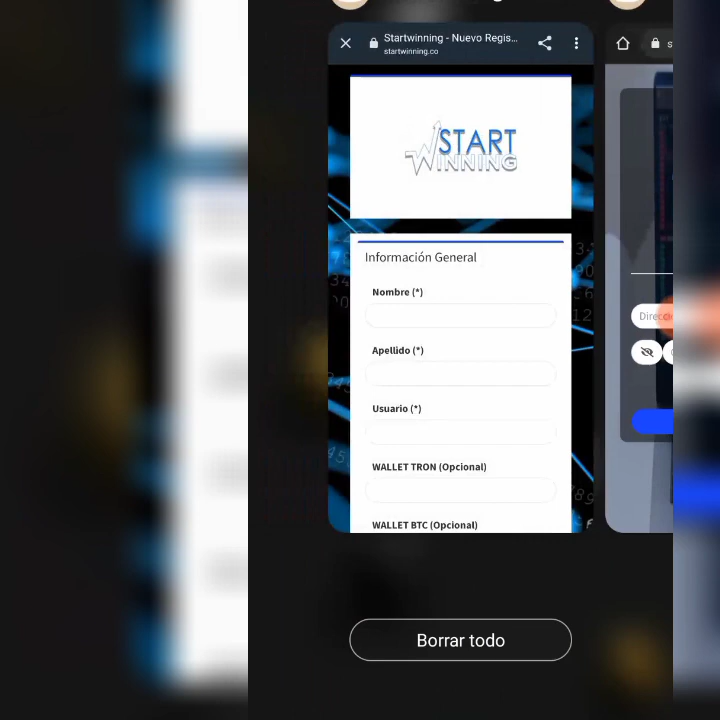 Startwinning - Nuevo Regis...
startwinning.co
START
WINNING
Información General
Nombre (*)
Apellido (*)
Usuario (*)
WALLET TRON (Opcional)
WALLET BTC (Opcional)
Borrar todo